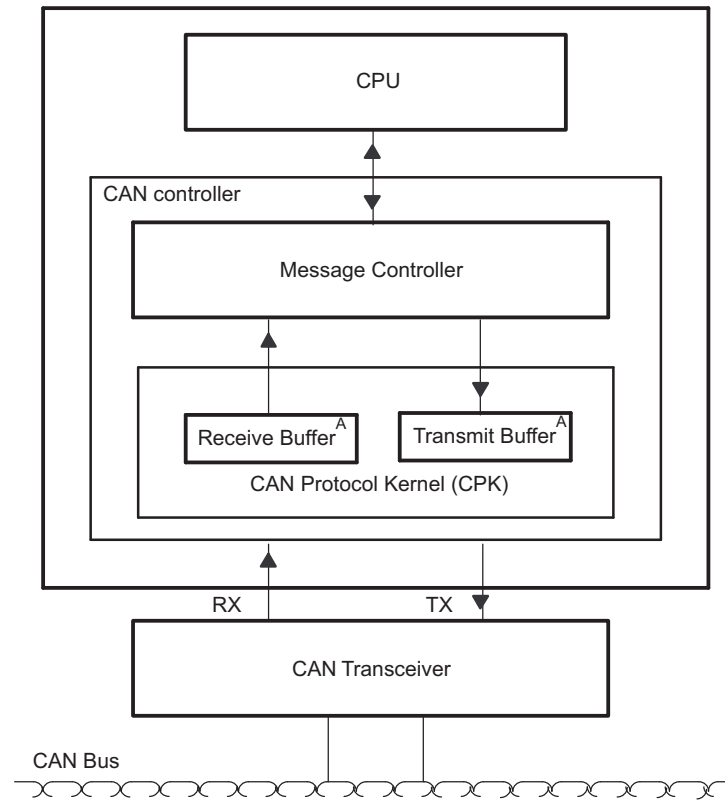 CPU
CAN controller
Message Controller
Receive Buffer A
Transmit Buffer A
CAN Protocol Kernel (CPK)
RX
TX
CAN Transceiver
CAN Bus